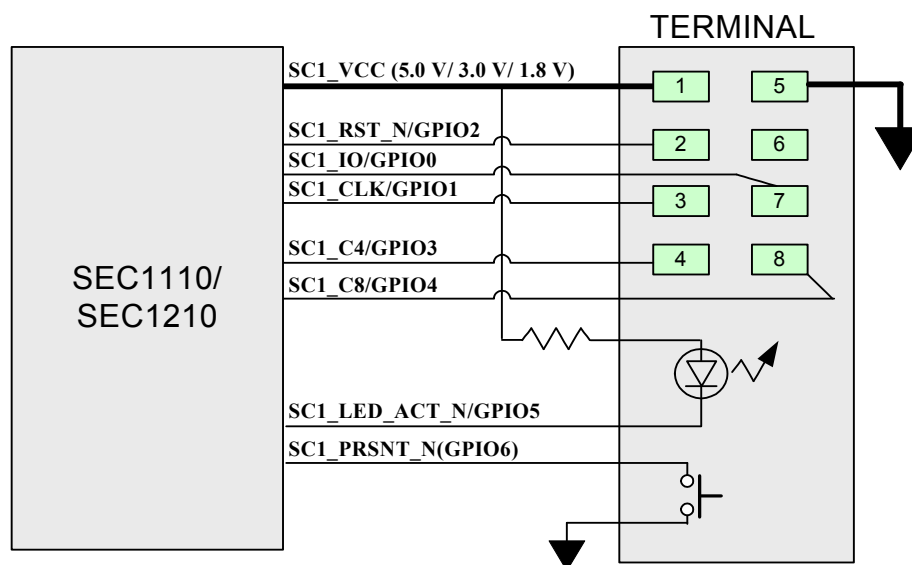 TERMINAL
SC1_VCC (5.0 V/ 3.0 V/ 1.8 V)
1
5
SC1_RST_N/GPIO2
2
6
SC1_IO/GPIO0
SC1_CLK/GPIO1
3
7
SC1_C4/GPIO3
4
8
SC1_C8/GPIO4
SEC1110/
SEC1210
SC1_LED_ACT_N/GPIO5
SC1_PRSNT_N(GPIO6)